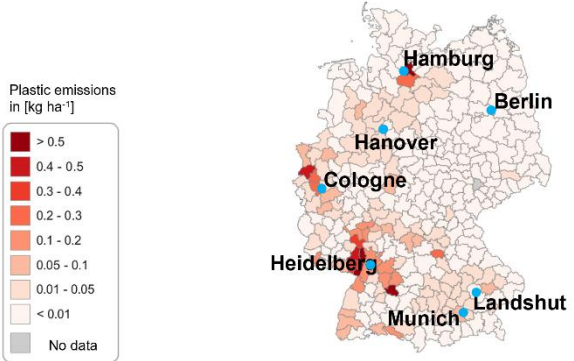 Plastic emissions
in [kg ha⁻¹]
> 0.5
0.4 - 0.5
0.3 - 0.4
0.2 - 0.3
0.1 - 0.2
0.05 - 0.1
0.01 - 0.05
< 0.01
No data
Hamburg
Berlin
Hanover
Cologne
Heidelberg
Landshut
Munich